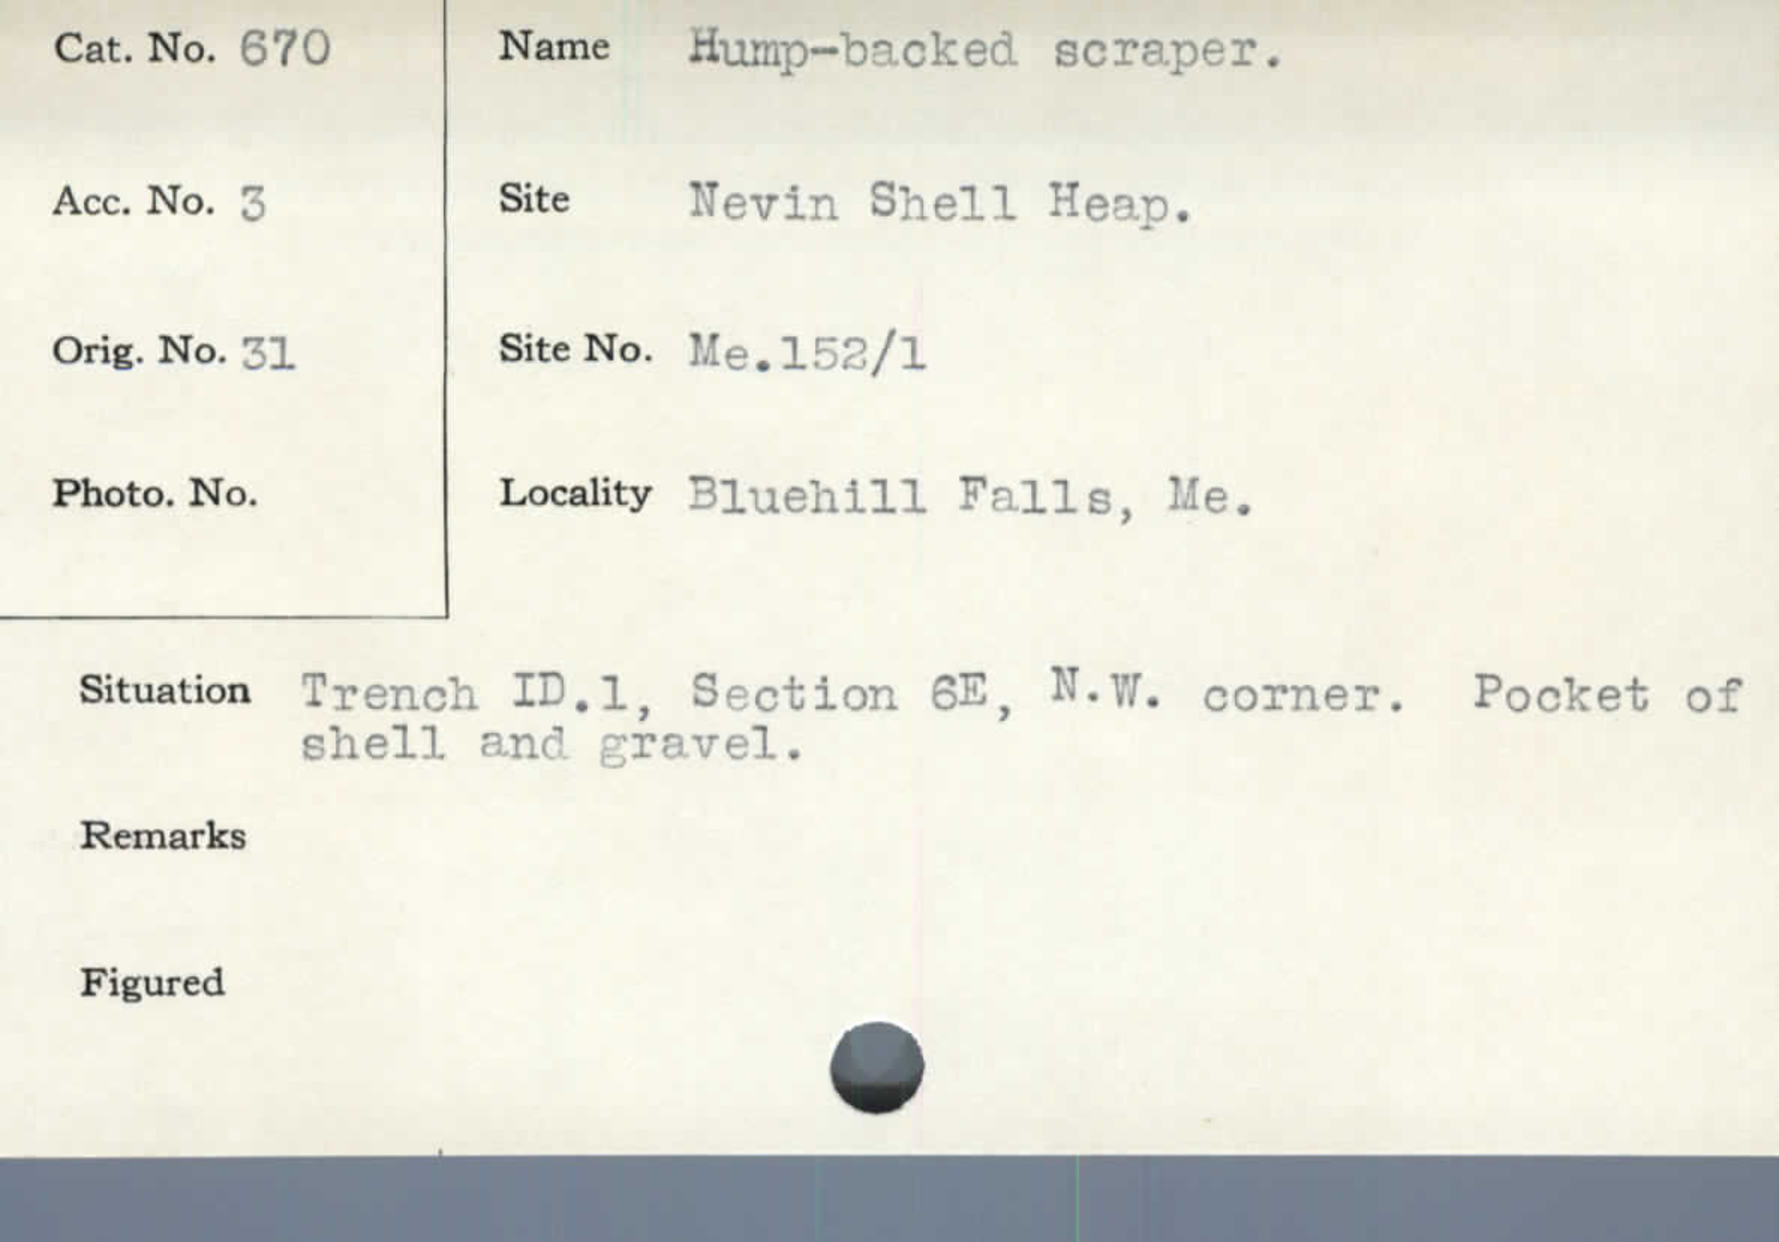 Cat. No. 670
Name Hump-backed scraper.
Acc. No. 3
Site Nevin Shell Heap.
Orig. No. 31
Site No. Me.152/1
Photo. No.
Locality Bluehill Falls, Me.
Situation Trench ID.1, Section 6E, N.W. corner. Pocket of
shell and gravel.
Remarks
Figured